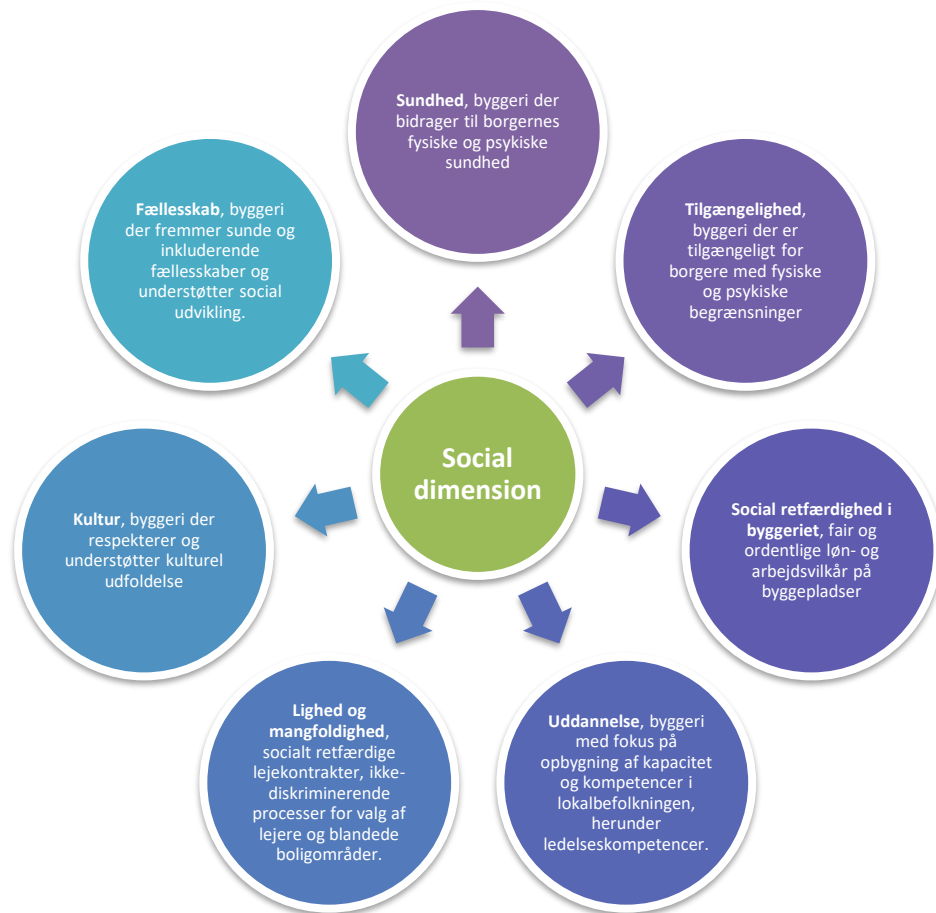 Social
dimension
Sundhed, byggeri der
bidrager til borgernes
fysiske og psykiske
sundhed
Tilgængelighed,
byggeri der er
tilgængeligt for
borgere med fysiske
og psykiske
begrænsninger
Social retfærdighed i
byggeriet, fair og
ordentlige løn- og
arbejdsvilkår på
byggepladser
Uddannelse, byggeri
med fokus på
opbygning af kapacitet
og kompetencer i
lokalbefolkningen,
herunder
ledelseskompetencer.
Lighed og
mangfoldighed,
socialt retfærdige
lejekontrakter, ikke-
diskriminerende
processer for valg af
lejere og blandede
boligområder.
Kultur, byggeri der
respekterer og
understøtter kulturel
udfoldelse
Fællesskab, byggeri
der fremmer sunde og
inkluderende
fællesskaber og
understøtter social
udvikling.